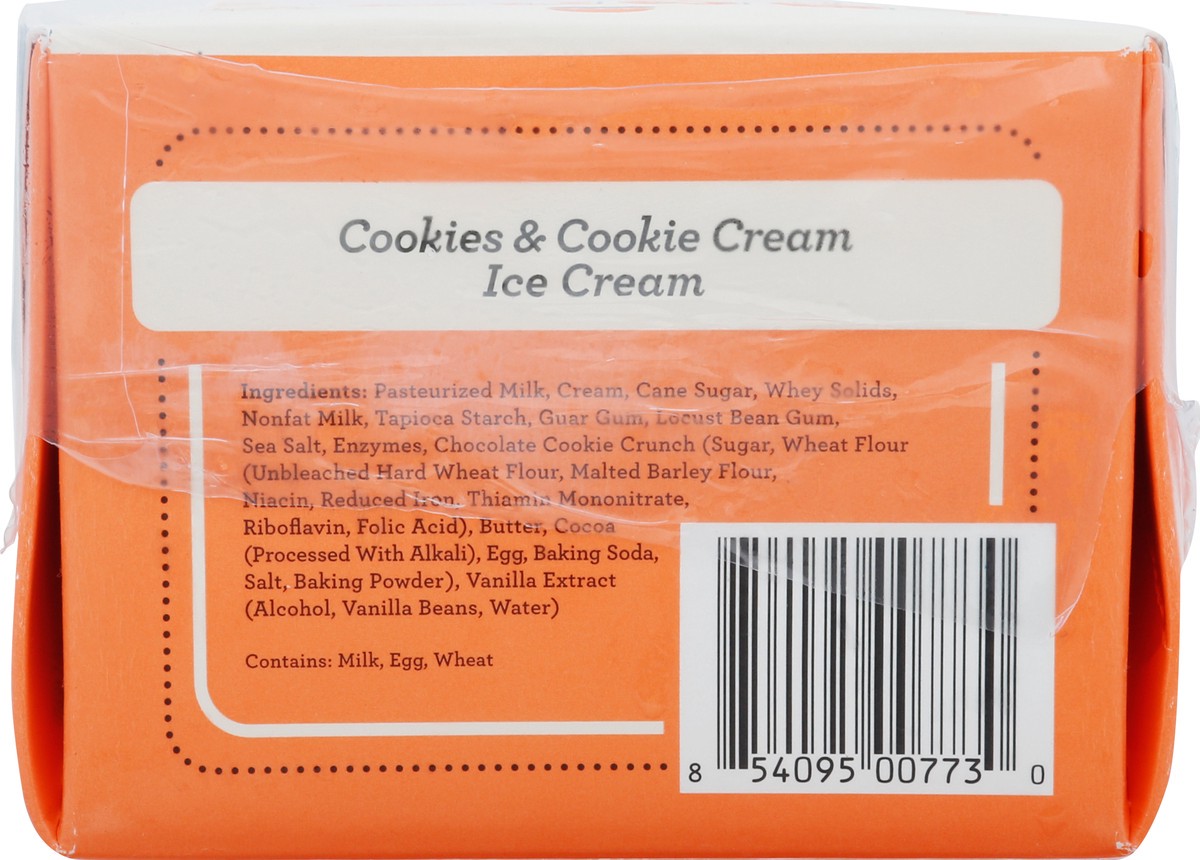 Cookies & Cookie Cream
Ice Cream
Ingredients: Pasteurized Milk, Cream, Cane Sugar, Whey Solids,
Nonfat Milk, Tapioca Starch, Guar Gum, Locust Bean Gum,
Sea Salt, Enzymes, Chocolate Cookie Crunch (Sugar, Wheat Flour
(Unbleached Hard Wheat Flour, Malted Barley Flour,
Niacin, Reduced Iron, Thiamin Mononitrate,
Riboflavin, Folic Acid), Butter, Cocoa
(Processed With Alkali), Egg, Baking Soda,
Salt, Baking Powder), Vanilla Extract
(Alcohol, Vanilla Beans, Water)
Contains: Milk, Egg, Wheat
8 54095 00773 0